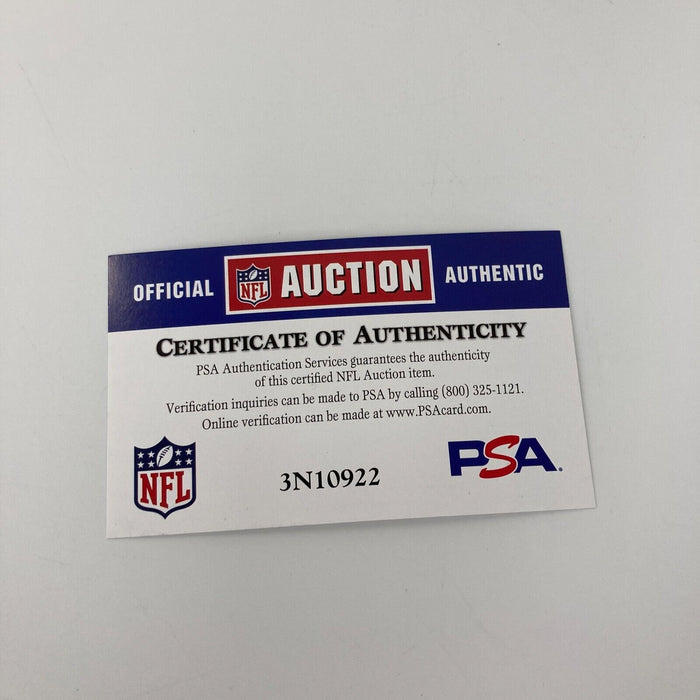 OFFICIAL NFL AUCTION AUTHENTIC
CERTIFICATE OF AUTHENTICITY
PSA Authentication Services guarantees the authenticity
of this certified NFL Auction item.
Verification inquiries can be made to PSA by calling (800) 325-1121.
Online verification can be made at www.PSAcard.com.
NFL 3N10922 PSA.